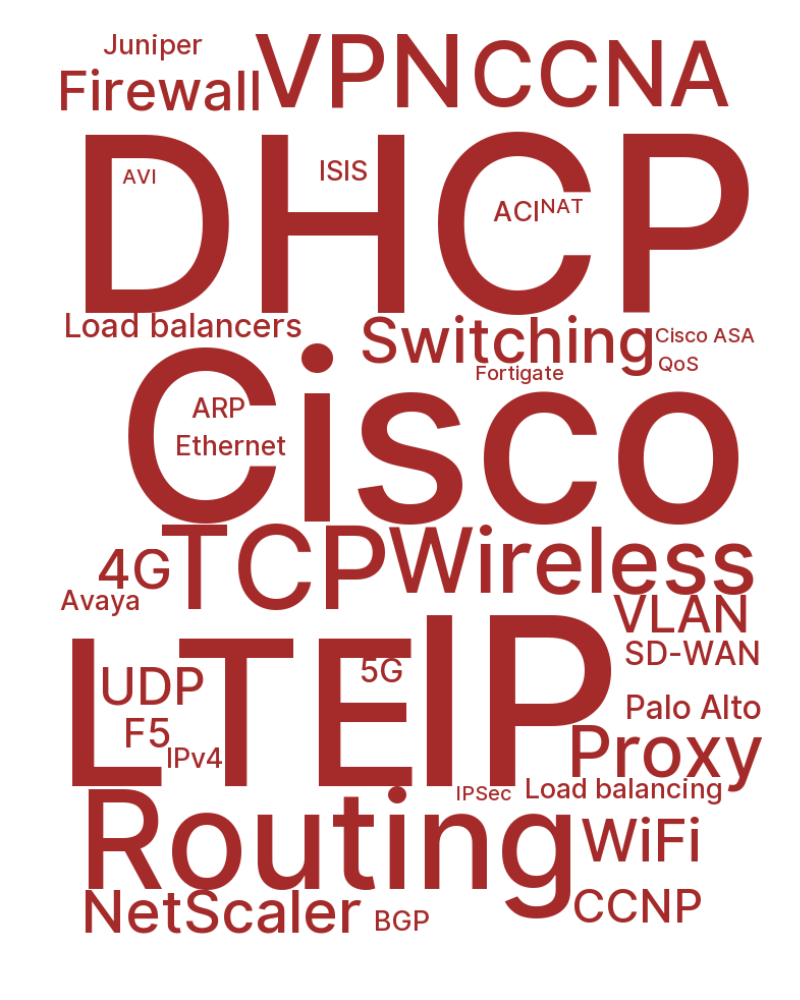 Juniper
Firewall
VPN
CCNA
DHCP
AVI
ISIS
ACI
NAT
Load balancers
Switching
Cisco ASA
QoS
Fortigate
Cisco
ARP
Ethernet
4G
TCP
Wireless
Avaya
VLAN
SD-WAN
LTE
IP
UDP
5G
F5
IPv4
Palo Alto
Proxy
IPSec
Load balancing
Routing
WiFi
NetScaler
BGP
CCNP